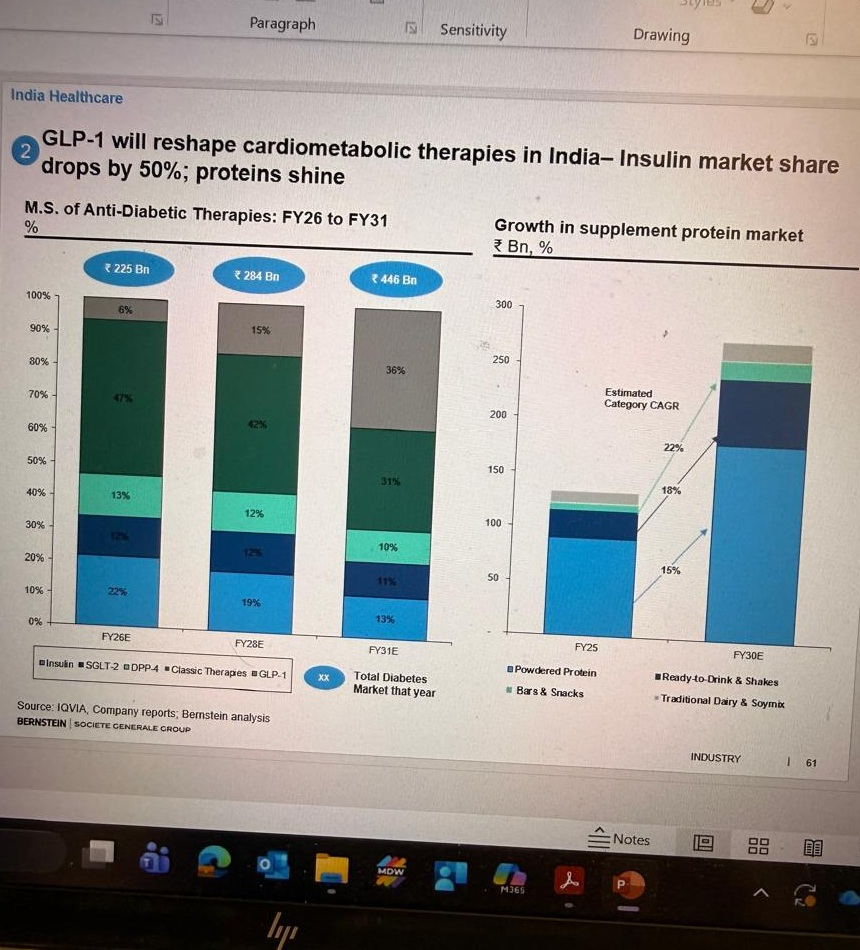 Paragraph
Sensitivity
Styles
Drawing
India Healthcare
2
GLP-1 will reshape cardiometabolic therapies in India– Insulin market share
drops by 50%; proteins shine
M.S. of Anti-Diabetic Therapies: FY26 to FY31
%
₹ 225 Bn
₹ 284 Bn
₹ 446 Bn
100%
90%
80%
70%
60%
50%
40%
30%
20%
10%
0%
6%
47%
13%
12%
22%
FY26E
15%
42%
12%
12%
19%
FY28E
36%
31%
10%
11%
13%
FY31E
Insulin SGLT-2 DPP-4 Classic Therapies GLP-1
xx
Total Diabetes
Market that year
Growth in supplement protein market
₹ Bn, %
300
250
200
150
100
50
-
Estimated
Category CAGR
22%
18%
15%
FY25
FY30E
Powdered Protein
Ready-to-Drink & Shakes
Bars & Snacks
Traditional Dairy & Soymix
Source: IQVIA, Company reports; Bernstein analysis
BERNSTEIN | SOCIETE GENERALE GROUP
INDUSTRY | 61
Notes
T
O
MDW
M365
P
hp